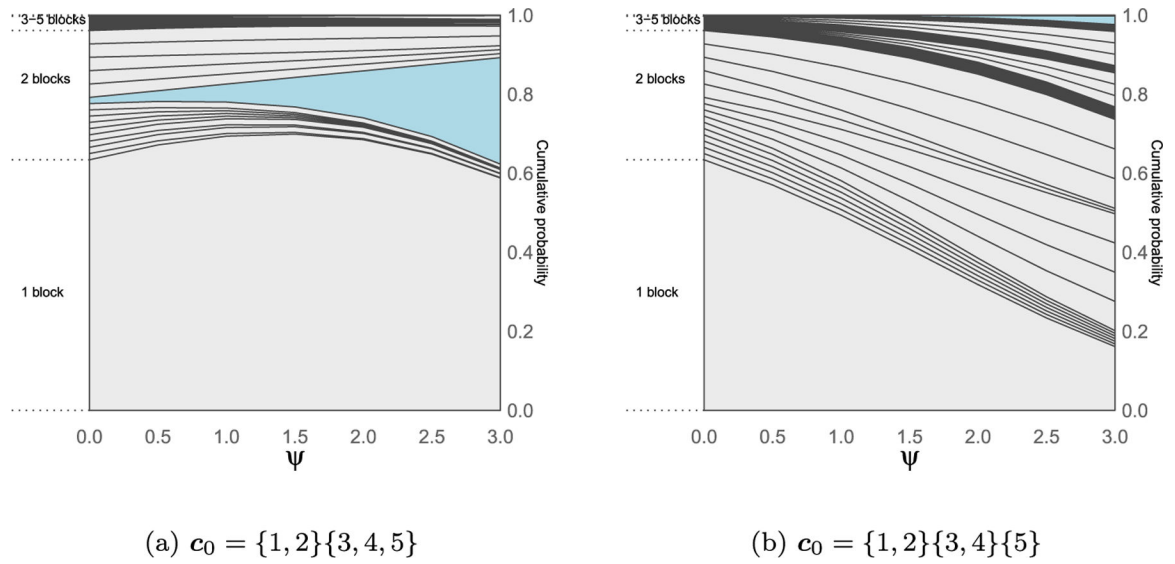 3−5 blocks
2 blocks
1 block
1.0
0.8
0.6
0.4
0.2
0.0
Cumulative probability
0.0 0.5 1.0 1.5 2.0 2.5 3.0
ψ
(a) c₀ = {1, 2}{3, 4, 5}
3−5 blocks
2 blocks
1 block
1.0
0.8
0.6
0.4
0.2
0.0
Cumulative probability
0.0 0.5 1.0 1.5 2.0 2.5 3.0
ψ
(b) c₀ = {1, 2}{3, 4}{5}